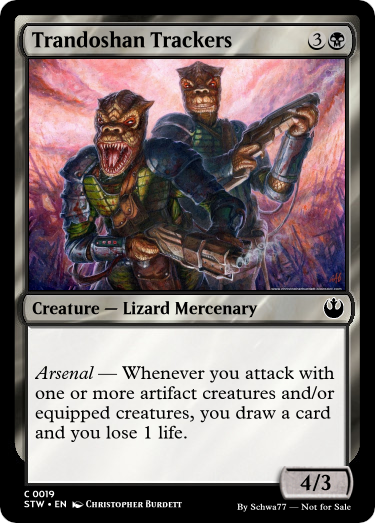 Trandoshan Trackers 3
Creature — Lizard Mercenary
Arsenal — Whenever you attack with
one or more artifact creatures and/or
equipped creatures, you draw a card
and you lose 1 life.
4/3
C 0019
STW • EN Christopher Burdett
By Schwa77 — Not for Sale